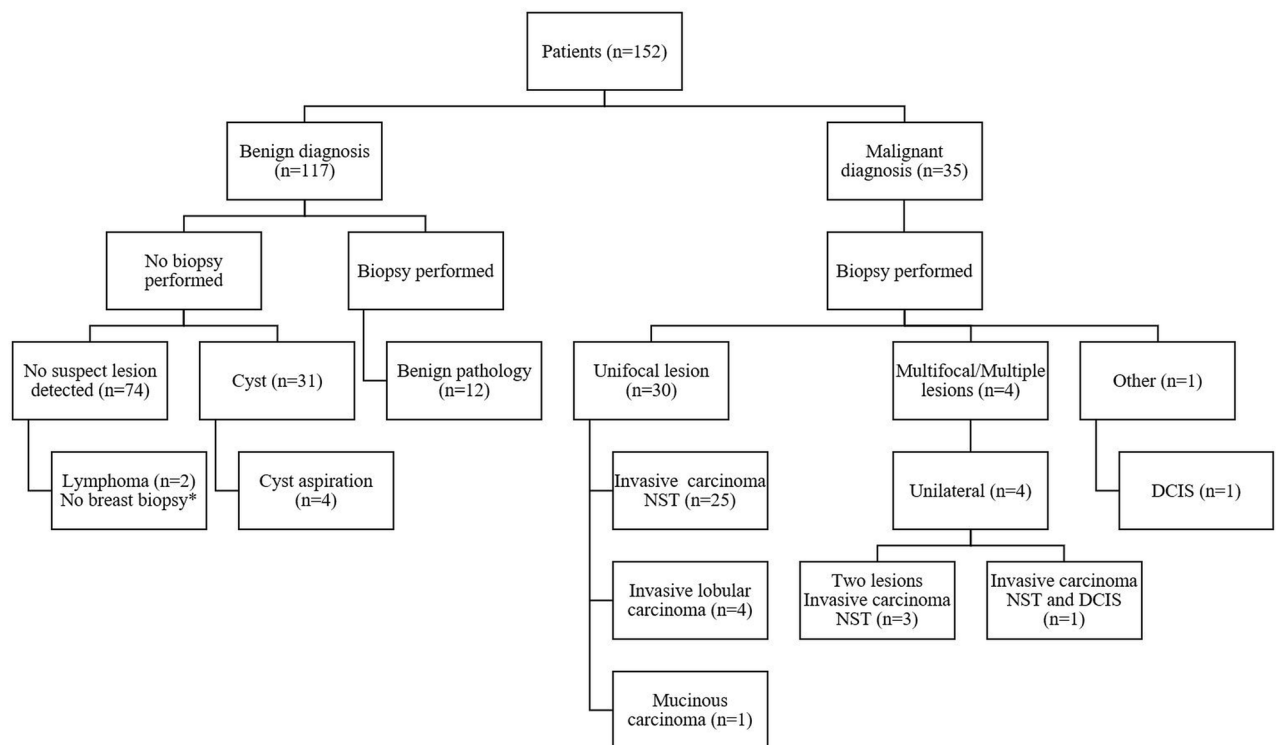 Patients (n=152)
Benign diagnosis
(n=117)
Malignant
diagnosis (n=35)
No biopsy
performed
Biopsy performed
Biopsy performed
No suspect lesion
detected (n=74)
Cyst (n=31)
Benign pathology
(n=12)
Unifocal lesion
(n=30)
Multifocal/Multiple
lesions (n=4)
Other (n=1)
Lymphoma (n=2)
No breast biopsy*
Cyst aspiration
(n=4)
Invasive carcinoma
NST (n=25)
Unilateral (n=4)
DCIS (n=1)
Invasive lobular
carcinoma (n=4)
Two lesions
Invasive carcinoma
NST (n=3)
Invasive carcinoma
NST and DCIS
(n=1)
Mucinous
carcinoma (n=1)